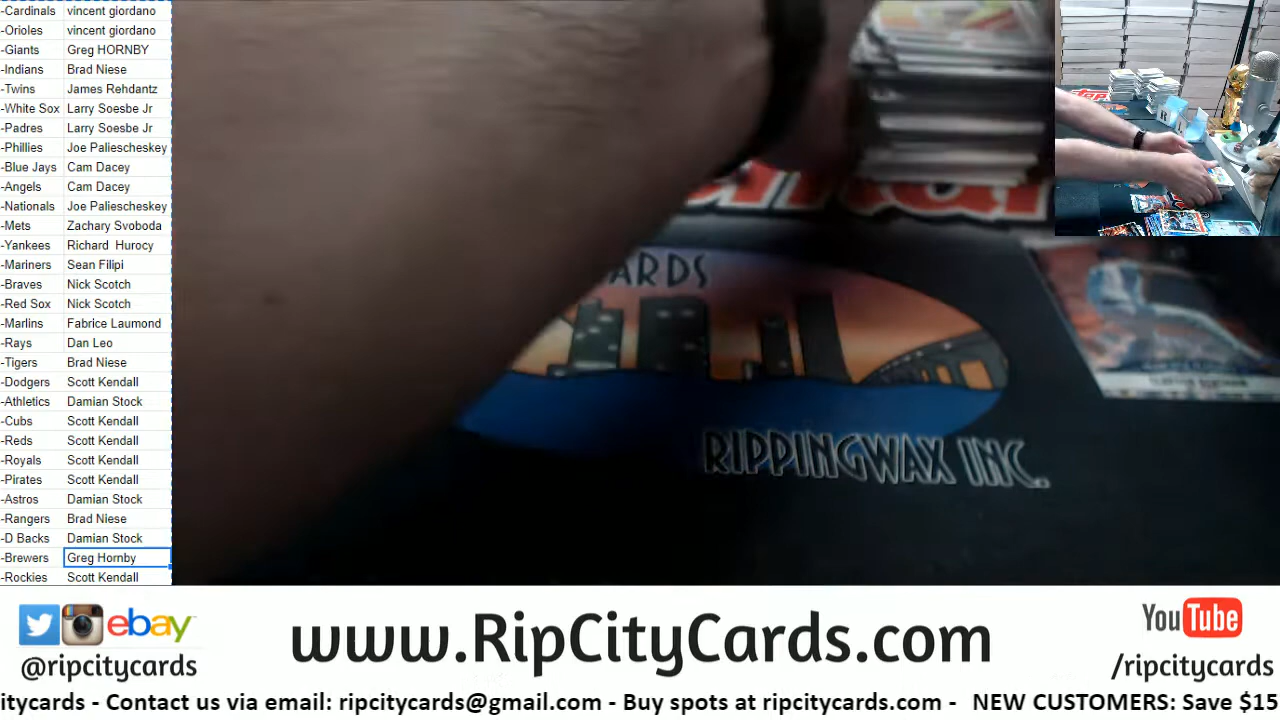 -Cardinals vincent giordano
-Orioles vincent giordano
-Giants Greg HORNBY
-Indians Brad Niese
-Twins James Rehdantz
-White Sox Larry Soesbe Jr
-Padres Larry Soesbe Jr
-Phillies Joe Paliescheskey
-Blue Jays Cam Dacey
-Angels Cam Dacey
-Nationals Joe Paliescheskey
-Mets Zachary Svoboda
-Yankees Richard Hurocy
-Mariners Sean Filipi
-Braves Nick Scotch
-Red Sox Nick Scotch
-Marlins Fabrice Laumond
-Rays Dan Leo
-Tigers Brad Niese
-Dodgers Scott Kendall
-Athletics Damian Stock
-Cubs Scott Kendall
-Reds Scott Kendall
-Royals Scott Kendall
-Pirates Scott Kendall
-Astros Damian Stock
-Rangers Brad Niese
-D Backs Damian Stock
-Brewers Greg Hornby
-Rockies Scott Kendall
ARDS
RIPPINGWAX INC.
ebay
@ripcitycards
www.RipCityCards.com
YouTube
/ripcitycards
itycards - Contact us via email: ripcitycards@gmail.com - Buy spots at ripcitycards.com - NEW CUSTOMERS: Save $15